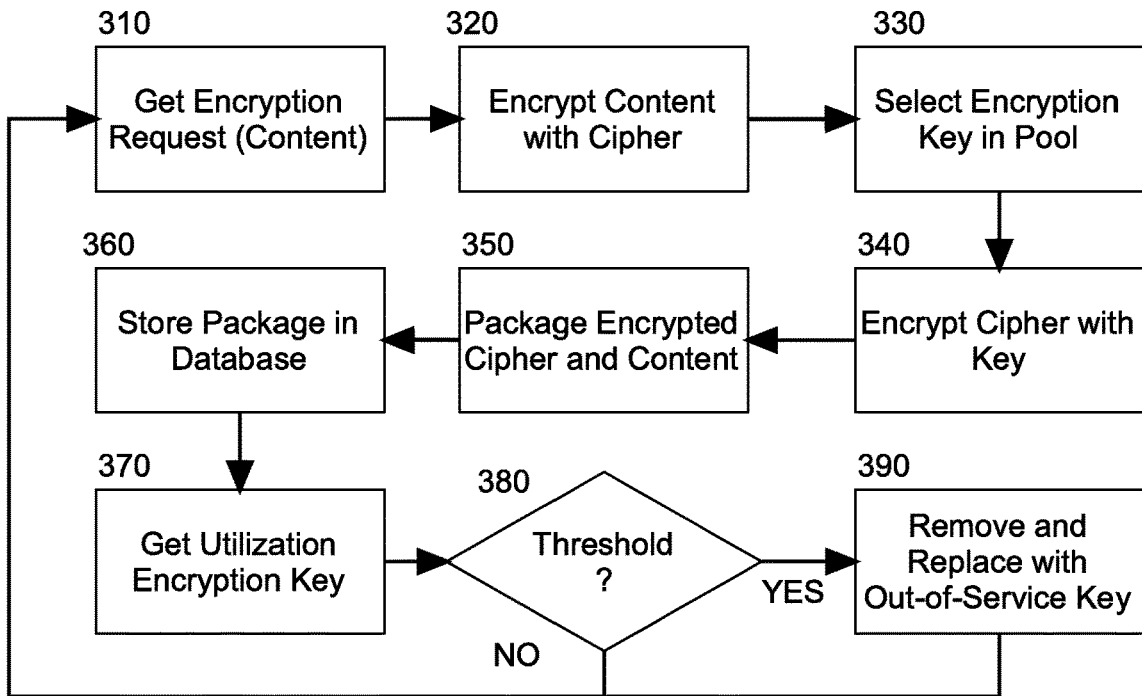 310
Get Encryption
Request (Content)
320
Encrypt Content
with Cipher
330
Select Encryption
Key in Pool
360
Store Package in
Database
350
Package Encrypted
Cipher and Content
340
Encrypt Cipher with
Key
370
Get Utilization
Encryption Key
380
Threshold
?
YES
NO
390
Remove and
Replace with
Out-of-Service Key